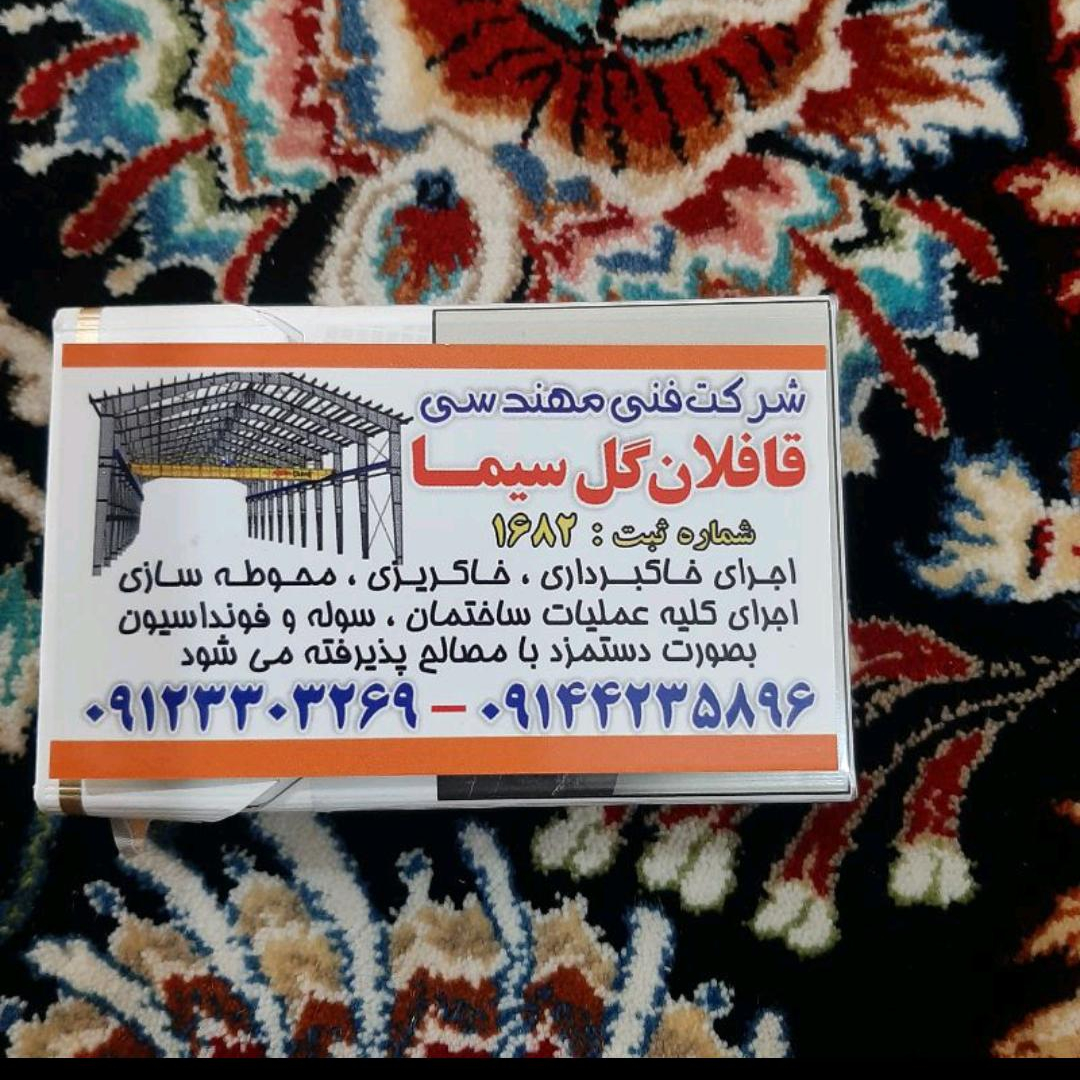 شرکت فنی مهندسی
قافلان گل سیما
شماره ثبت : ۱۶۸۲
اجرای خاکبرداری ، خاکریزی ، محوطه سازی
اجرای کلیه عملیات ساختمان ، سوله و فونداسیون
بصورت دستمزد با مصالح پذیرفته می شود
۰۹۱۲۳۳۰۳۲۶۹ – ۰۹۱۴۴۲۳۵۸۹۶